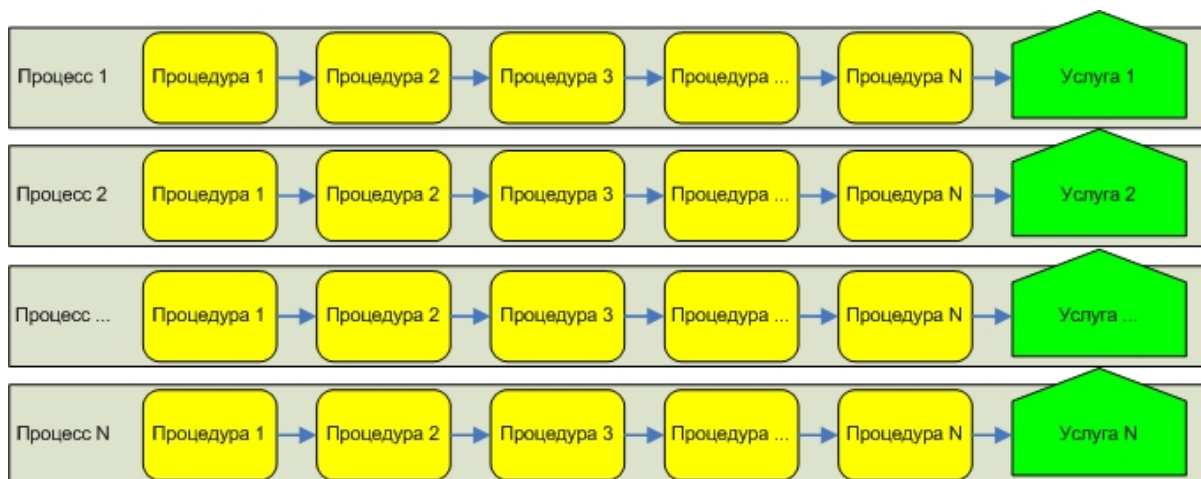 Процесс 1 Процедура 1 Процедура 2 Процедура 3 Процедура ... Процедура N Услуга 1
Процесс 2 Процедура 1 Процедура 2 Процедура 3 Процедура ... Процедура N Услуга 2
Процесс ... Процедура 1 Процедура 2 Процедура 3 Процедура ... Процедура N Услуга ...
Процесс N Процедура 1 Процедура 2 Процедура 3 Процедура ... Процедура N Услуга N